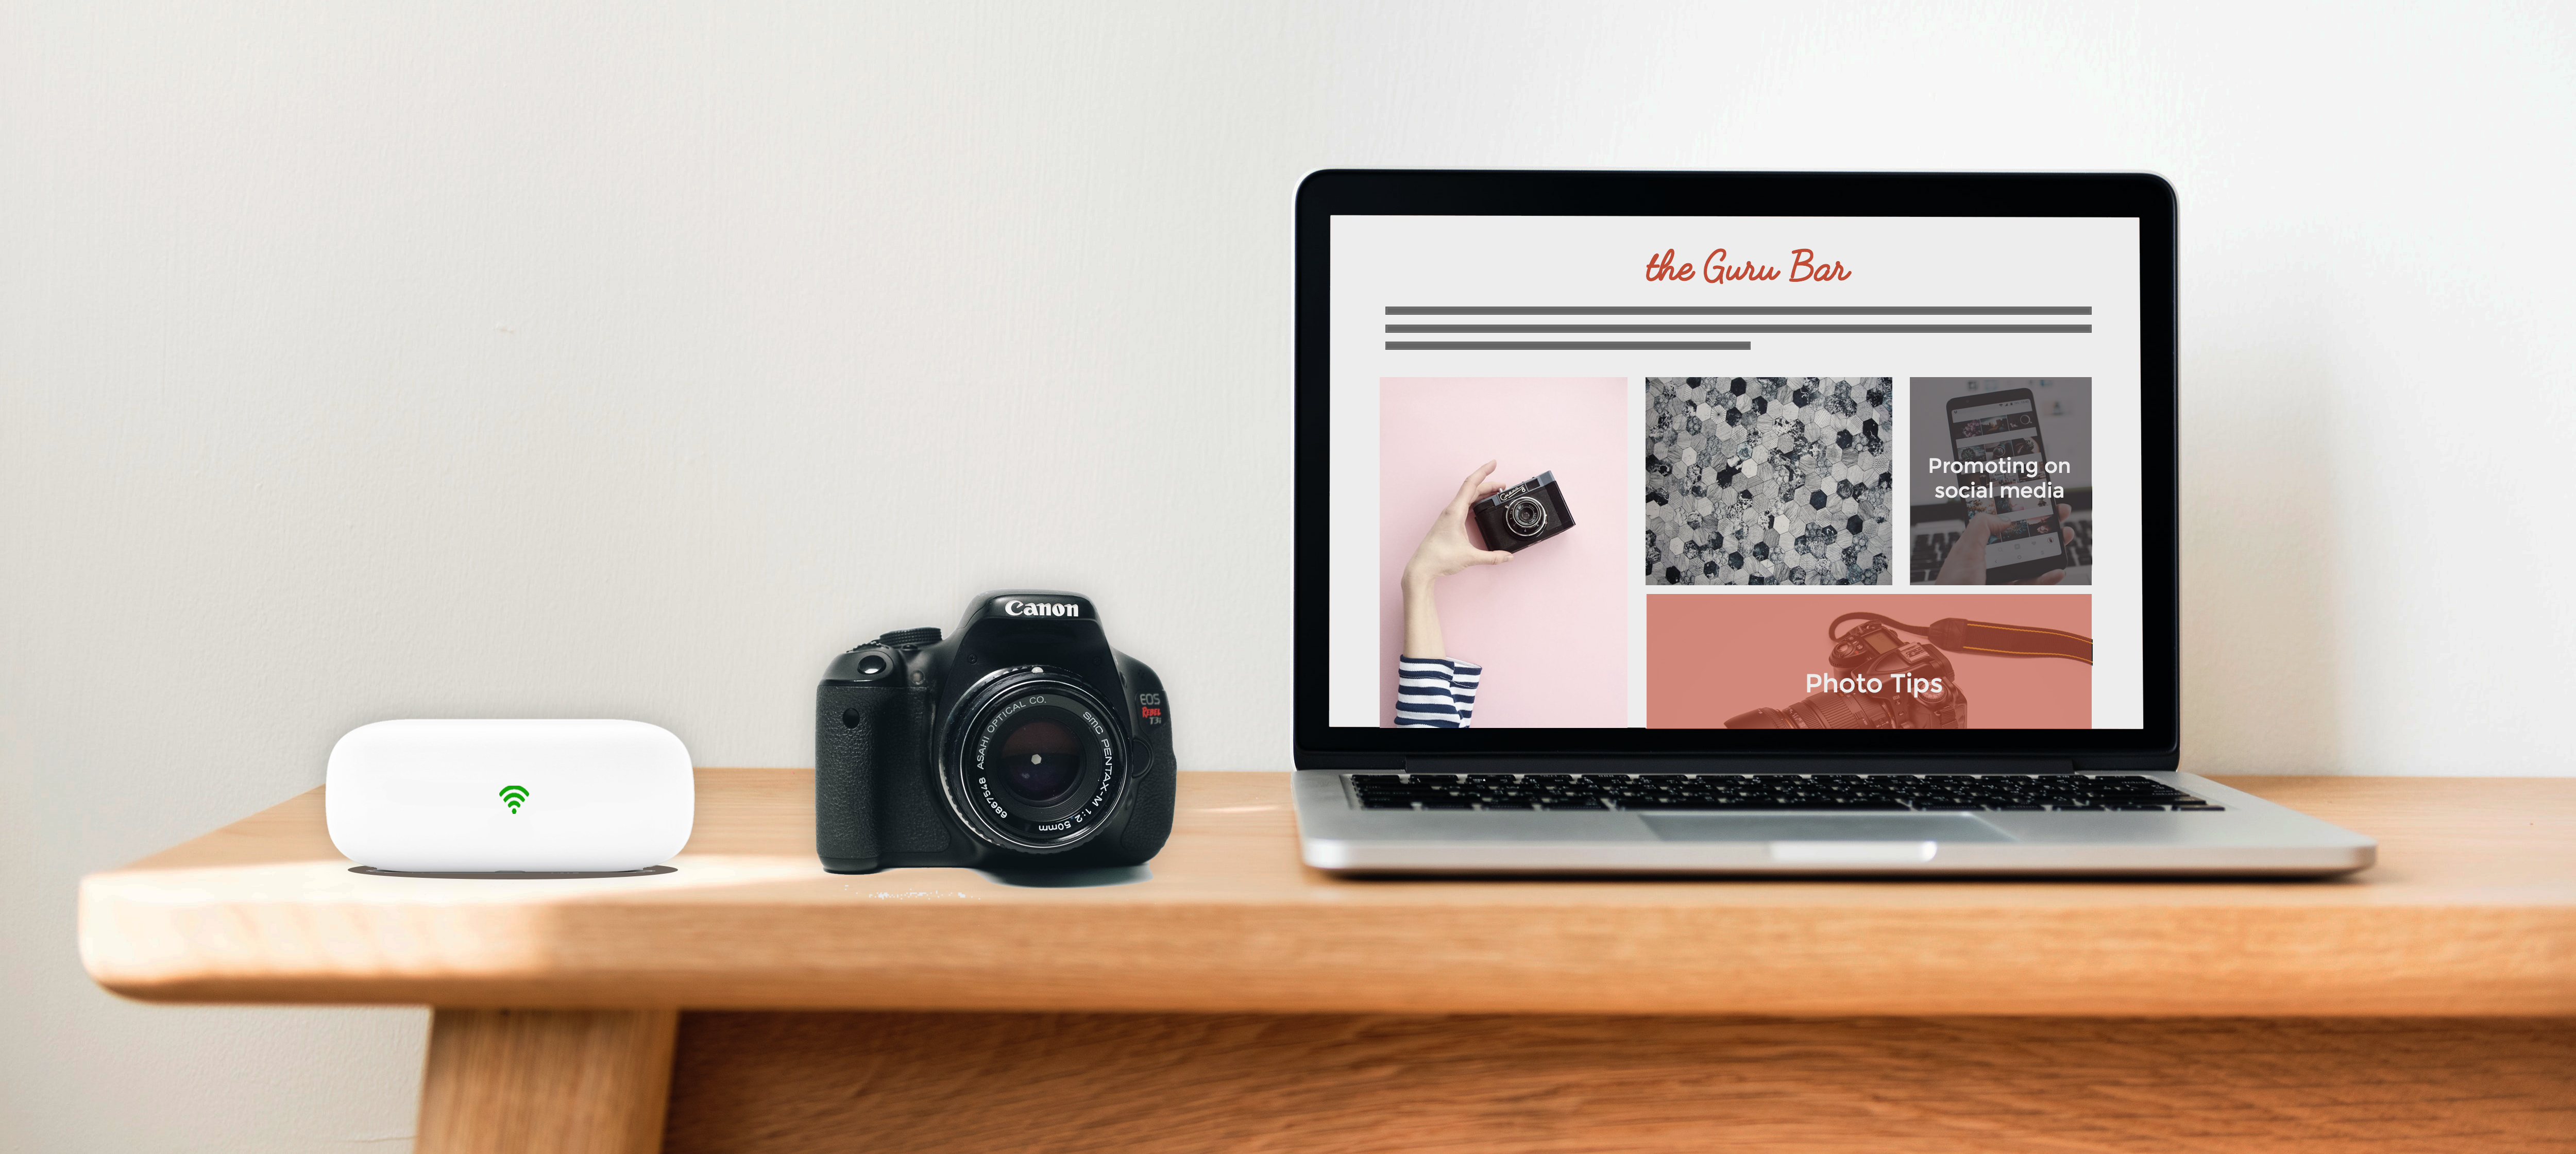 the Guru Bar
Promoting on
social media
Photo Tips
Canon
EOS
Rebel
T3i
ASAHI OPTICAL CO.
SMC PENTAX-M 1:2 50mm
6867548